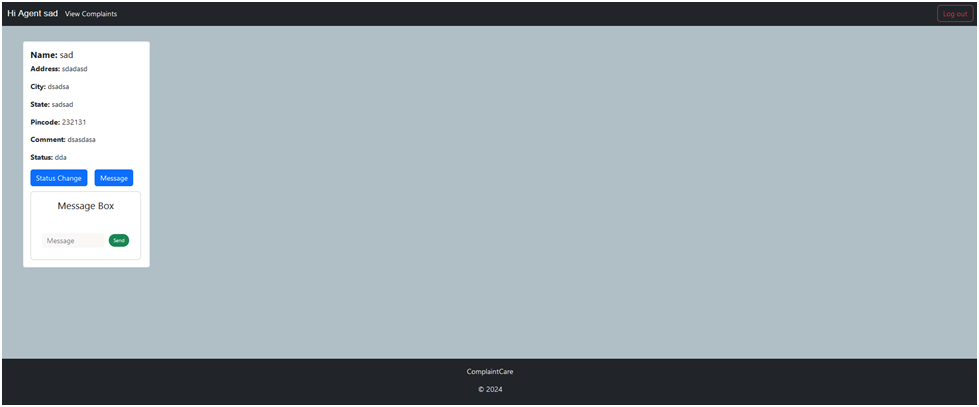 Hi Agent sad View Complaints Log out
Name: sad
Address: sdadasd
City: dsadsa
State: sadsad
Pincode: 232131
Comment: dsasdasa
Status: dda
Status Change Message
Message Box
Message Send
ComplaintCare
© 2024